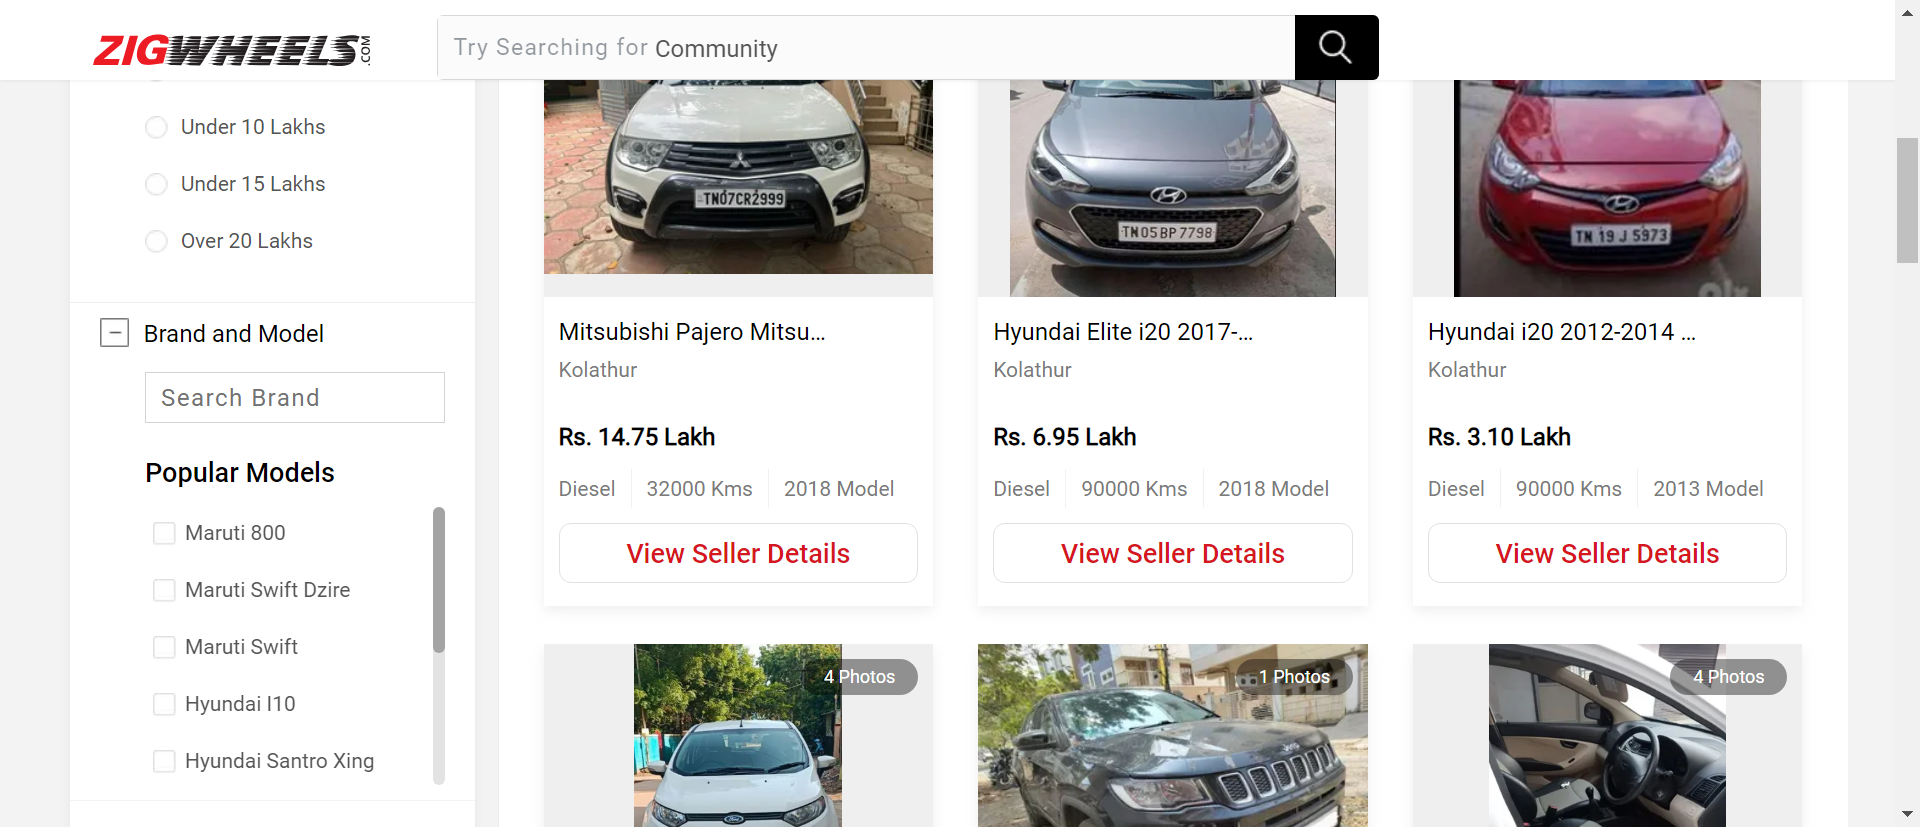 ZIGWHEELS.COM
Try Searching for Community
Under 10 Lakhs
Under 15 Lakhs
Over 20 Lakhs
Brand and Model
Search Brand
Popular Models
Maruti 800
Maruti Swift Dzire
Maruti Swift
Hyundai I10
Hyundai Santro Xing
TN07CR2999
Mitsubishi Pajero Mitsu...
Kolathur
Rs. 14.75 Lakh
Diesel 32000 Kms 2018 Model
View Seller Details
TN05BP7798
Hyundai Elite i20 2017-...
Kolathur
Rs. 6.95 Lakh
Diesel 90000 Kms 2018 Model
View Seller Details
TN 19 J 5973
olx
Hyundai i20 2012-2014 ...
Kolathur
Rs. 3.10 Lakh
Diesel 90000 Kms 2013 Model
View Seller Details
4 Photos
Ford
1 Photos
Jeep
4 Photos